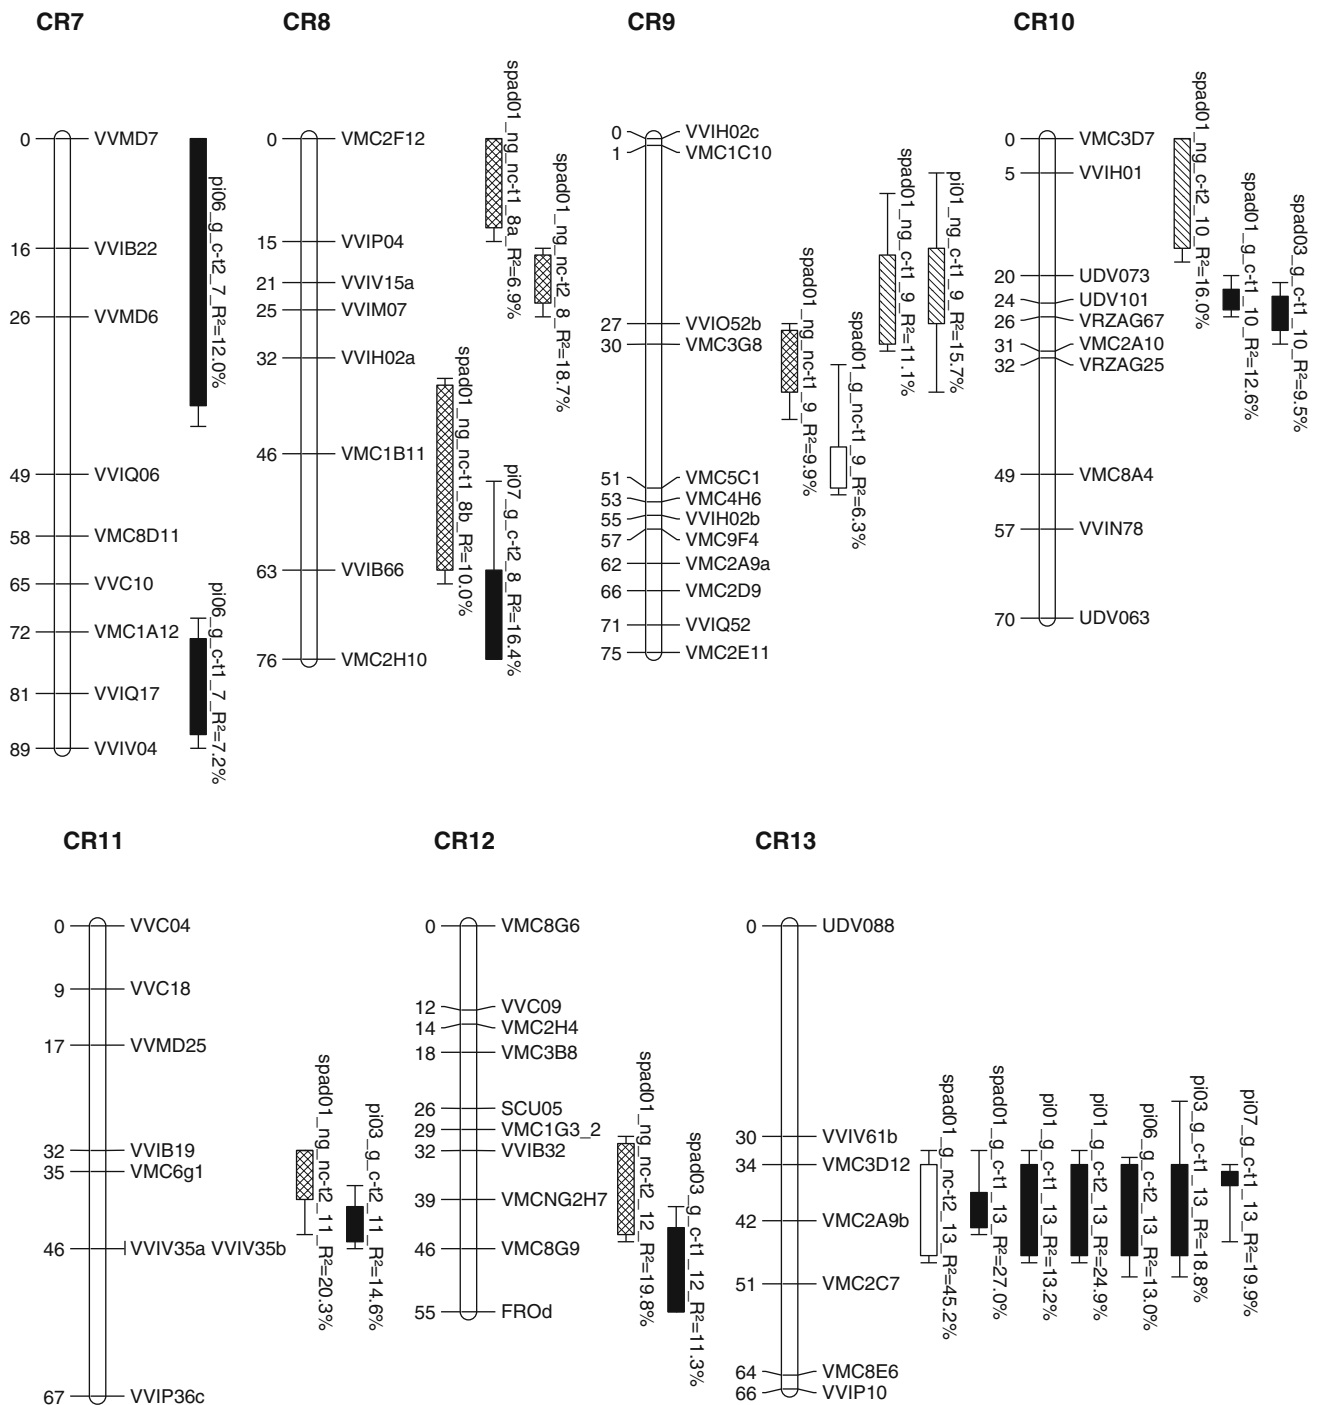 CR7
0 VVMD7
16 VVIB22
26 VVMD6
49 VVIQ06
58 VMC8D11
65 VVC10
72 VMC1A12
81 VVIQ17
89 VVIV04
pi06_g_c-t2_7_R²=12.0%
pi06_g_c-t1_7_R²=7.2%
CR8
0 VMC2F12
15 VVIP04
21 VVIV15a
25 VVIM07
32 VVIH02a
46 VMC1B11
63 VVIB66
76 VMC2H10
spad01_ng_nc-t1_8a_R²=6.9%
spad01_ng_nc-t2_8_R²=18.7%
spad01_ng_nc-t1_8b_R²=10.0%
pi07_g_c-t2_8_R²=16.4%
CR9
0 VVIH02c
1 VMC1C10
27 VVIO52b
30 VMC3G8
51 VMC5C1
53 VMC4H6
55 VVIH02b
57 VMC9F4
62 VMC2A9a
66 VMC2D9
71 VVIQ52
75 VMC2E11
spad01_ng_nc-t1_9_R²=9.9%
spad01_g_nc-t1_9_R²=6.3%
spad01_ng_c-t1_9_R²=11.1%
pi01_ng_c-t1_9_R²=15.7%
CR10
0 VMC3D7
5 VVIH01
20 UDV073
24 UDV101
26 VRZAG67
31 VMC2A10
32 VRZAG25
49 VMC8A4
57 VVIN78
70 UDV063
spad01_ng_c-t2_10_R²=16.0%
spad01_g_c-t1_10_R²=12.6%
spad03_g_c-t1_10_R²=9.5%
CR11
0 VVC04
9 VVC18
17 VVMD25
32 VVIB19
35 VMC6g1
46 VVIV35a VVIV35b
67 VVIP36c
spad01_ng_nc-t2_11_R²=20.3%
pi03_g_c-t2_11_R²=14.6%
CR12
0 VMC8G6
12 VVC09
14 VMC2H4
18 VMC3B8
26 SCU05
29 VMC1G3_2
32 VVIB32
39 VMCNG2H7
46 VMC8G9
55 FROd
spad01_ng_nc-t2_12_R²=19.8%
spad03_g_c-t1_12_R²=11.3%
CR13
0 UDV088
30 VVIV61b
34 VMC3D12
42 VMC2A9b
51 VMC2C7
64 VMC8E6
66 VVIP10
spad01_ng_nc-t2_13_R²=45.2%
spad01_g_c-t1_13_R²=27.0%
pi01_g_c-t1_13_R²=13.2%
pi01_g_c-t2_13_R²=24.9%
pi06_g_c-t2_13_R²=13.0%
pi03_g_c-t1_13_R²=18.8%
pi07_g_c-t1_13_R²=19.9%